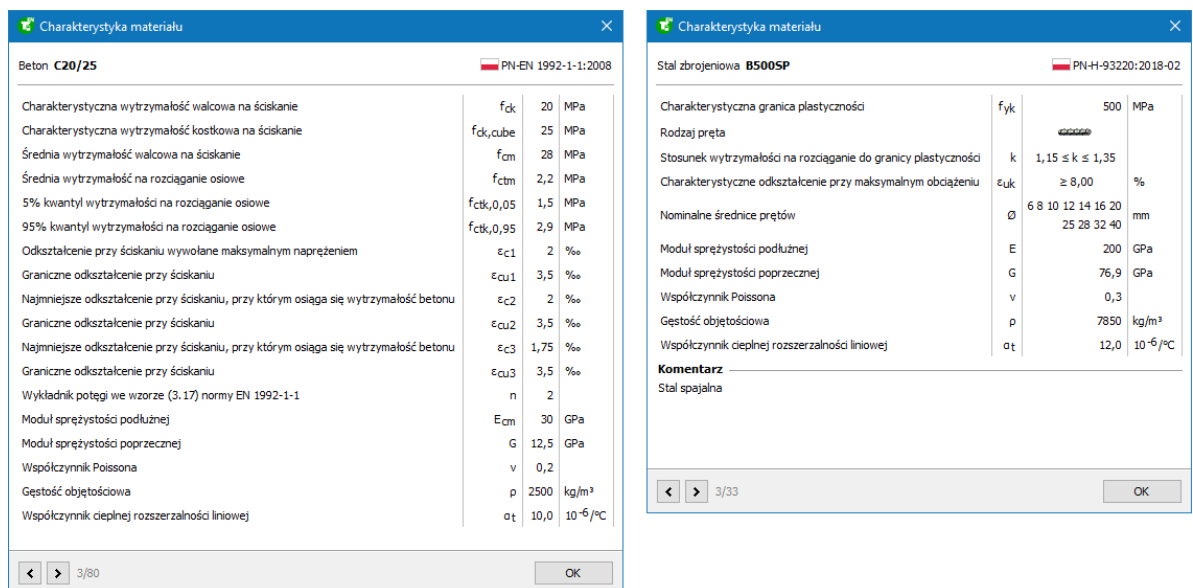 Charakterystyka materiału
Beton C20/25 PN-EN 1992-1-1:2008
Charakterystyczna wytrzymałość walcowa na ściskanie fck 20 MPa
Charakterystyczna wytrzymałość kostkowa na ściskanie fck,cube 25 MPa
Średnia wytrzymałość walcowa na ściskanie fcm 28 MPa
Średnia wytrzymałość na rozciąganie osiowe fctm 2,2 MPa
5% kwantyl wytrzymałości na rozciąganie osiowe fctk,0,05 1,5 MPa
95% kwantyl wytrzymałości na rozciąganie osiowe fctk,0,95 2,9 MPa
Odkształcenie przy ściskaniu wywołane maksymalnym naprężeniem εc1 2 ‰
Graniczne odkształcenie przy ściskaniu εcu1 3,5 ‰
Najmniejsze odkształcenie przy ściskaniu, przy którym osiąga się wytrzymałość betonu εc2 2 ‰
Graniczne odkształcenie przy ściskaniu εcu2 3,5 ‰
Najmniejsze odkształcenie przy ściskaniu, przy którym osiąga się wytrzymałość betonu εc3 1,75 ‰
Graniczne odkształcenie przy ściskaniu εcu3 3,5 ‰
Wykładnik potęgi we wzorze (3.17) normy EN 1992-1-1 n 2
Moduł sprężystości podłużnej Ecm 30 GPa
Moduł sprężystości poprzecznej G 12,5 GPa
Współczynnik Poissona ν 0,2
Gęstość objętościowa ρ 2500 kg/m³
Współczynnik cieplnej rozszerzalności liniowej αt 10,0 10⁻⁶/°C
3/80 OK
Charakterystyka materiału
Stal zbrojeniowa B500SP PN-H-93220:2018-02
Charakterystyczna granica plastyczności fyk 500 MPa
Rodzaj pręta
Stosunek wytrzymałości na rozciąganie do granicy plastyczności k 1,15 ≤ k ≤ 1,35
Charakterystyczne odkształcenie przy maksymalnym obciążeniu εuk ≥ 8,00 %
Nominalne średnice prętów Ø 6 8 10 12 14 16 20
25 28 32 40 mm
Moduł sprężystości podłużnej E 200 GPa
Moduł sprężystości poprzecznej G 76,9 GPa
Współczynnik Poissona ν 0,3
Gęstość objętościowa ρ 7850 kg/m³
Współczynnik cieplnej rozszerzalności liniowej αt 12,0 10⁻⁶/°C
Komentarz
Stal spajalna
3/33 OK